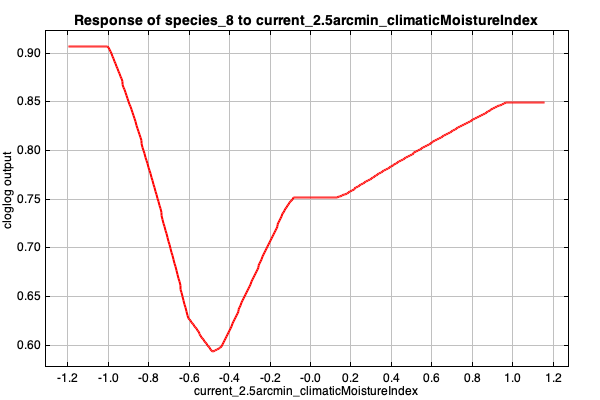 Response of species_8 to current_2.5arcmin_climaticMoistureIndex
0.90
0.85
0.80
0.75
0.70
0.65
0.60
cloglog output
-1.2 -1.0 -0.8 -0.6 -0.4 -0.2 -0.0 0.2 0.4 0.6 0.8 1.0 1.2
current_2.5arcmin_climaticMoistureIndex